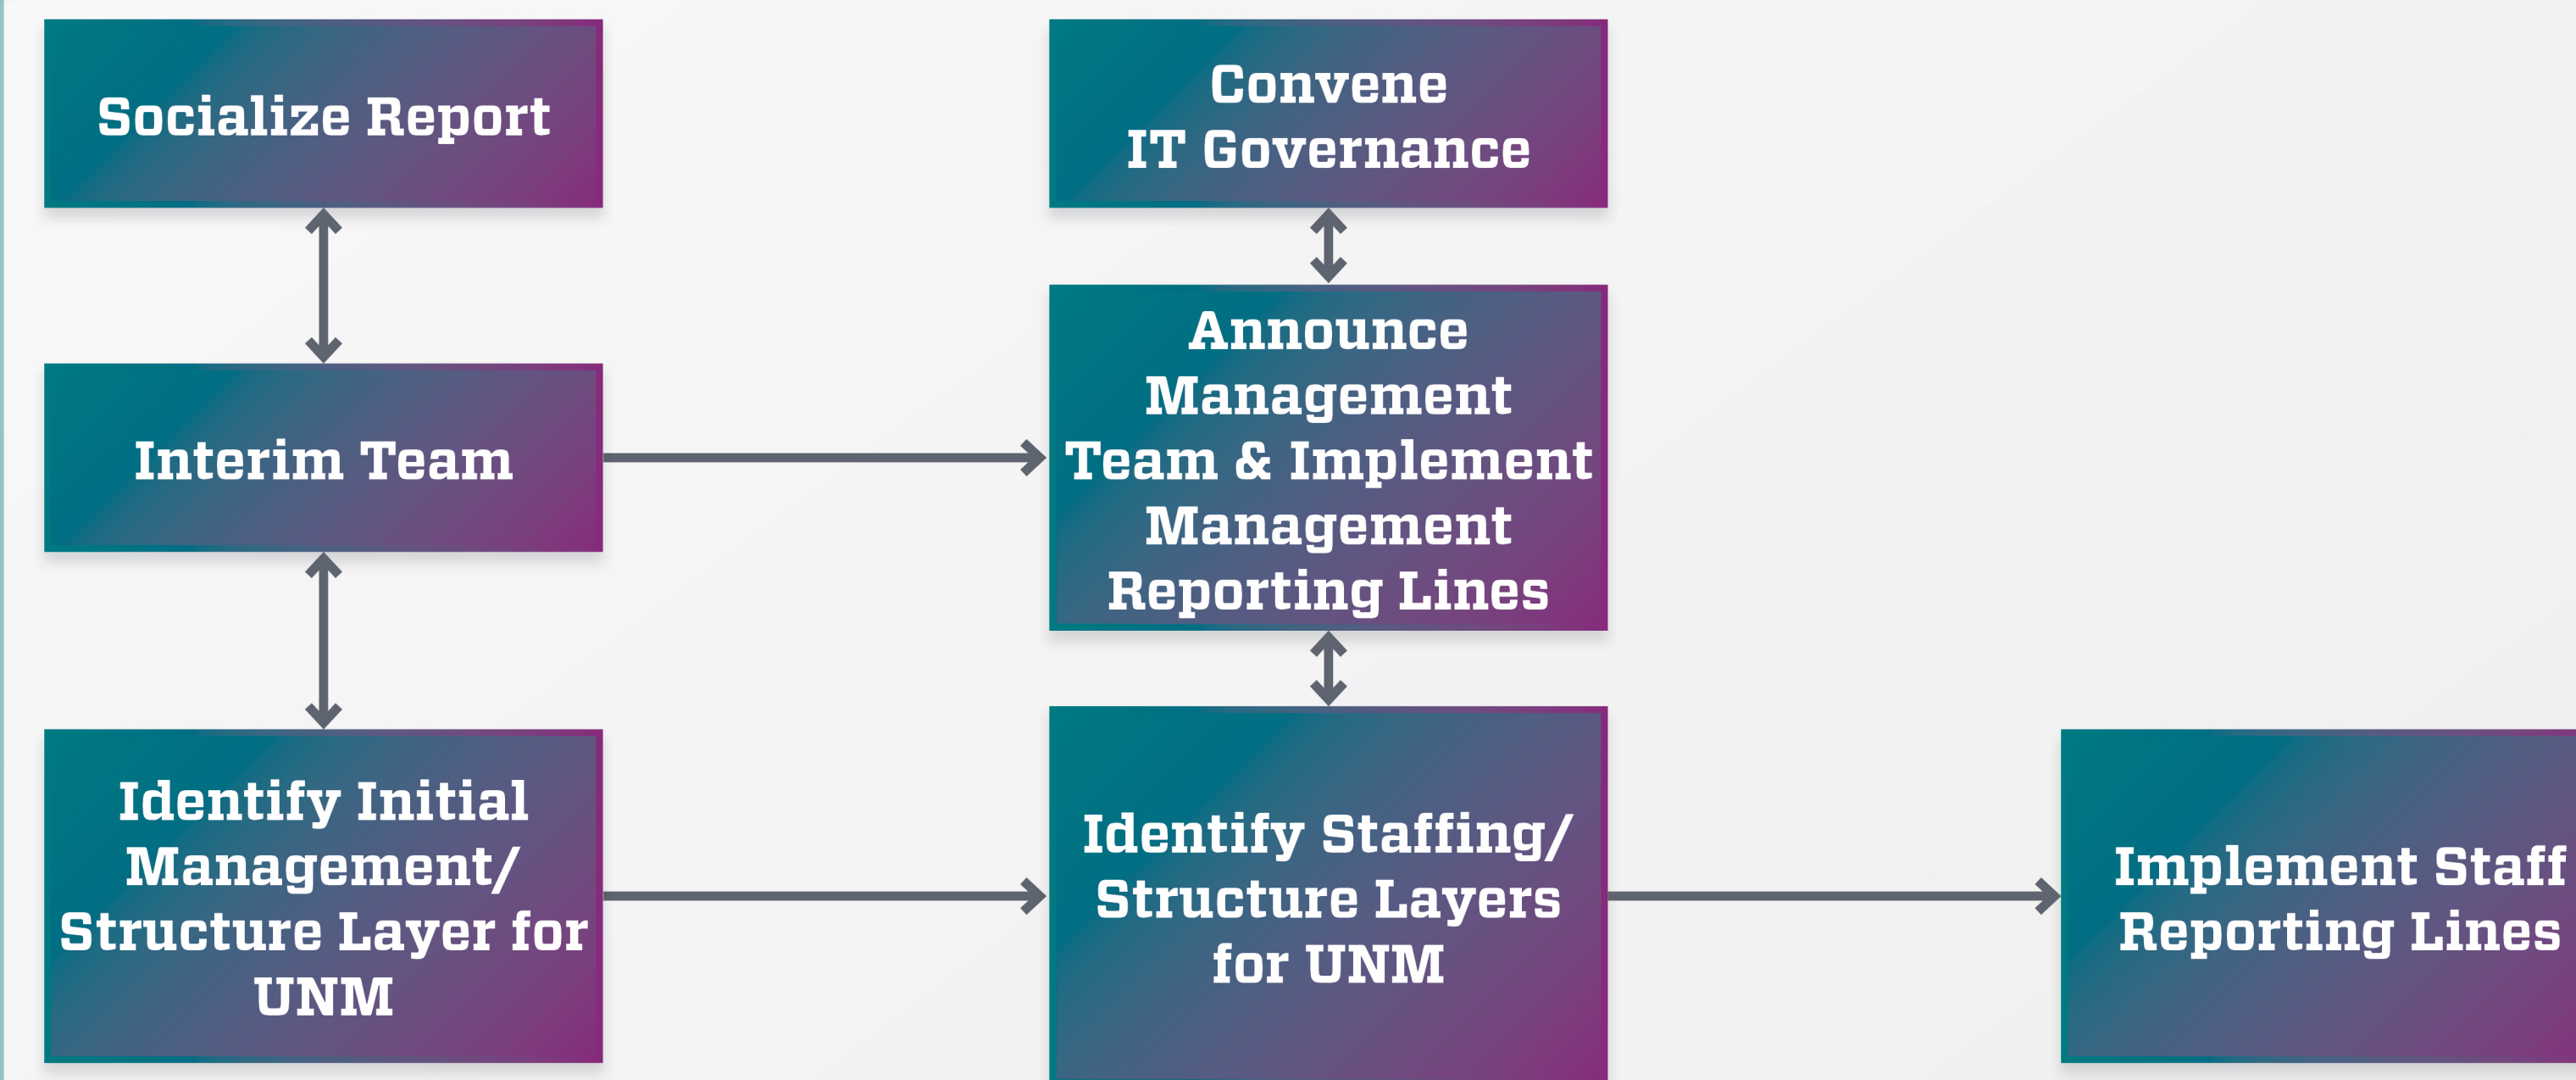 Socialize Report
Convene
IT Governance
Interim Team
Announce
Management
Team & Implement
Management
Reporting Lines
Identify Initial
Management/
Structure Layer for
UNM
Identify Staffing/
Structure Layers
for UNM
Implement Staff
Reporting Lines